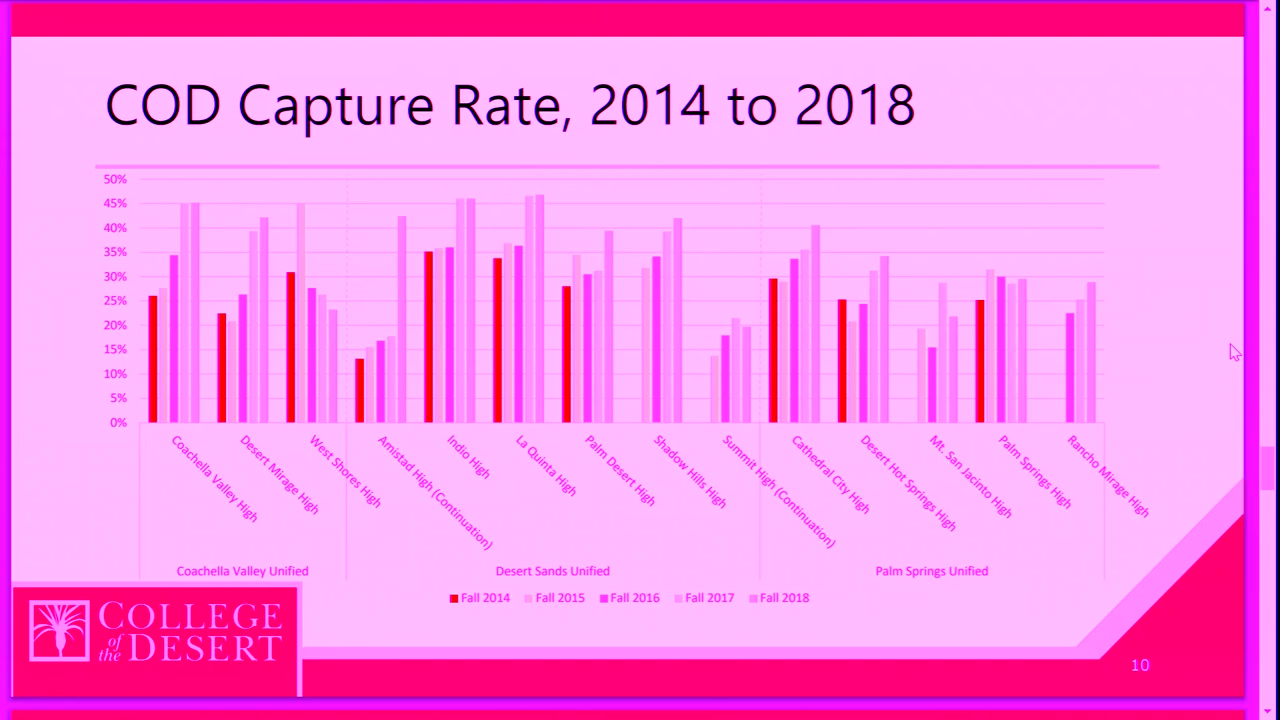 COD Capture Rate, 2014 to 2018
50%
45%
40%
35%
30%
25%
20%
15%
10%
5%
0%
Coachella Valley High
Desert Mirage High
West Shores High
Amistad High (Continuation)
Indio High
La Quinta High
Palm Desert High
Shadow Hills High
Summit High (Continuation)
Cathedral City High
Desert Hot Springs High
Mt. San Jacinto High
Palm Springs High
Rancho Mirage High
Coachella Valley Unified
Desert Sands Unified
Palm Springs Unified
Fall 2014 Fall 2015 Fall 2016 Fall 2017 Fall 2018
COLLEGE
of
the DESERT
10